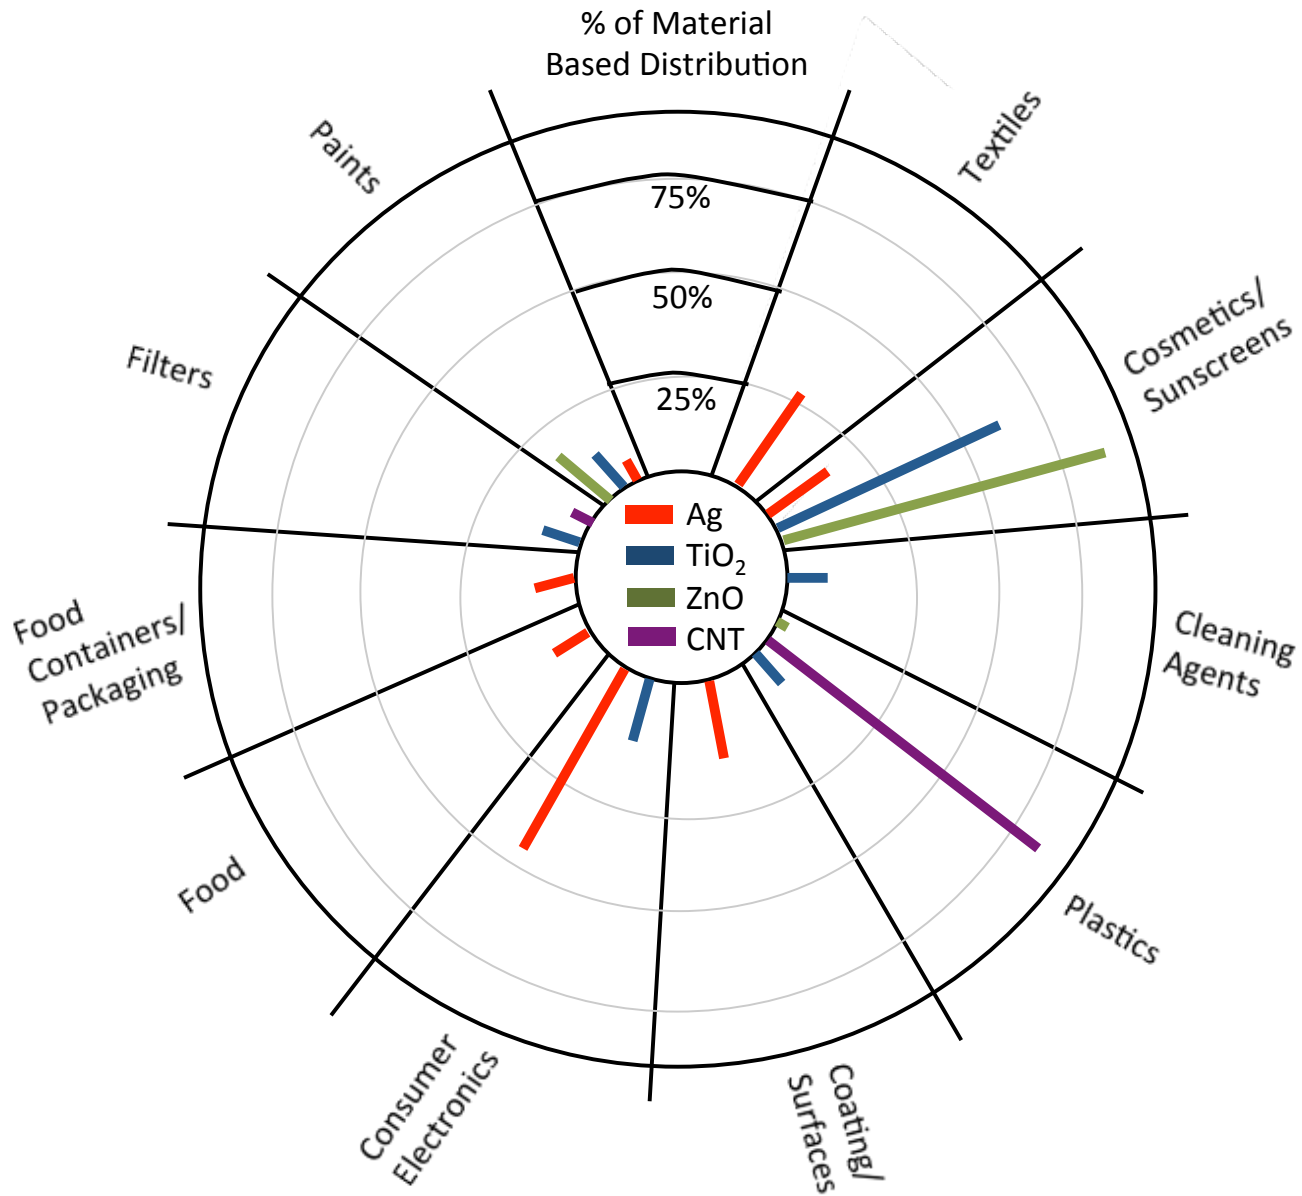 % of Material
Based Distribution
75%
50%
25%
Textiles
Cosmetics/
Sunscreens
Cleaning
Agents
Plastics
Coating/
Surfaces
Consumer
Electronics
Food
Food
Containers/
Packaging
Filters
Paints
Ag
TiO₂
ZnO
CNT